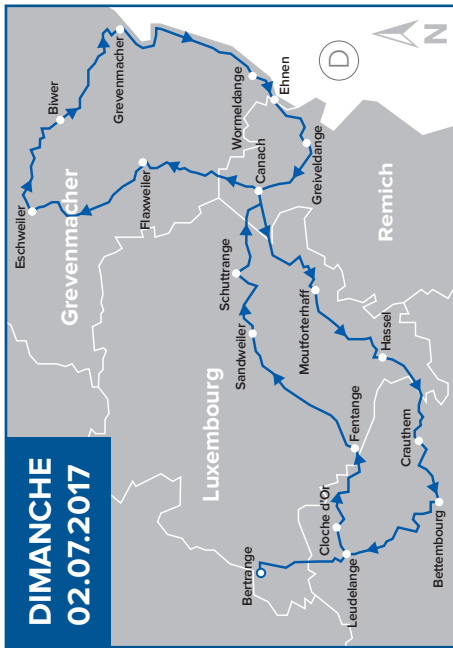 DIMANCHE
02.07.2017
Grevenmacher
Luxembourg
Remich
Eschweiler
Biwer
Grevenmacher
Flaxweiler
Wormeldange
Ehnen
Greiveldange
Canach
Schuttrange
Sandweiler
Moutforterhaff
Hassel
Fentange
Crauthem
Cloche d'Or
Bertrange
Leudelange
Bettembourg
D
N